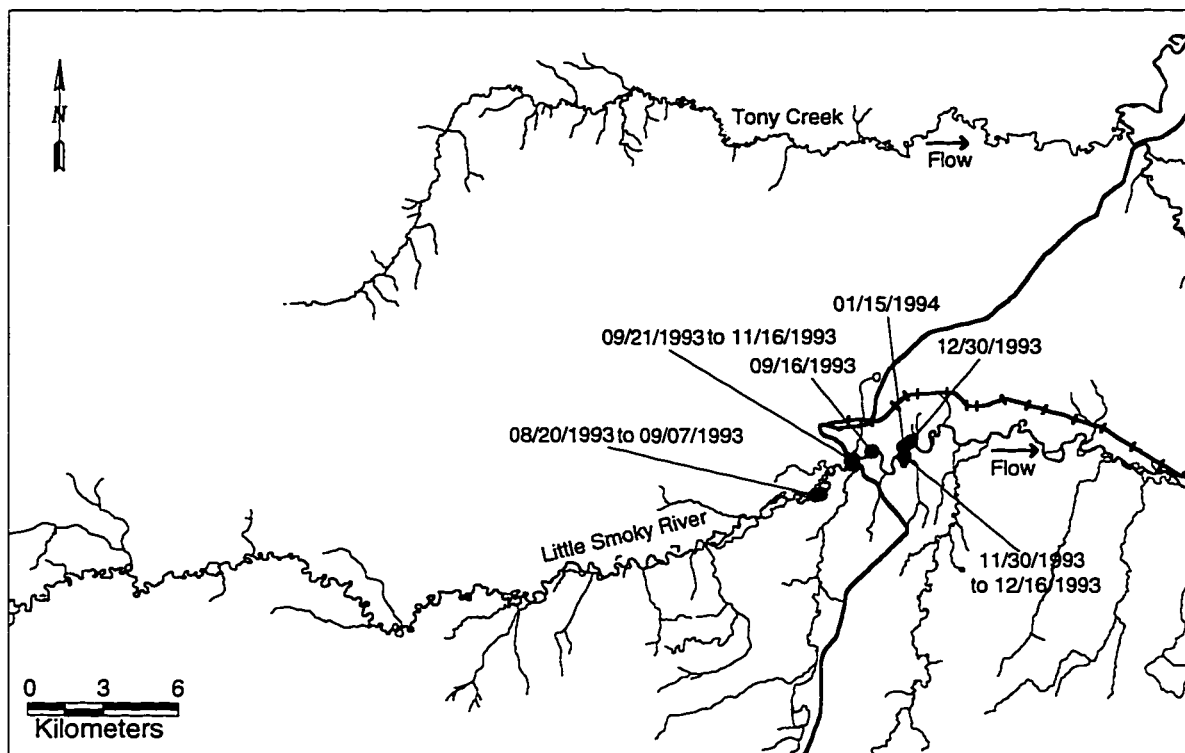 N
Tony Creek
Flow
01/15/1994
09/21/1993 to 11/16/1993
12/30/1993
09/16/1993
08/20/1993 to 09/07/1993
Flow
Little Smoky River
11/30/1993
to 12/16/1993
0 3 6
Kilometers